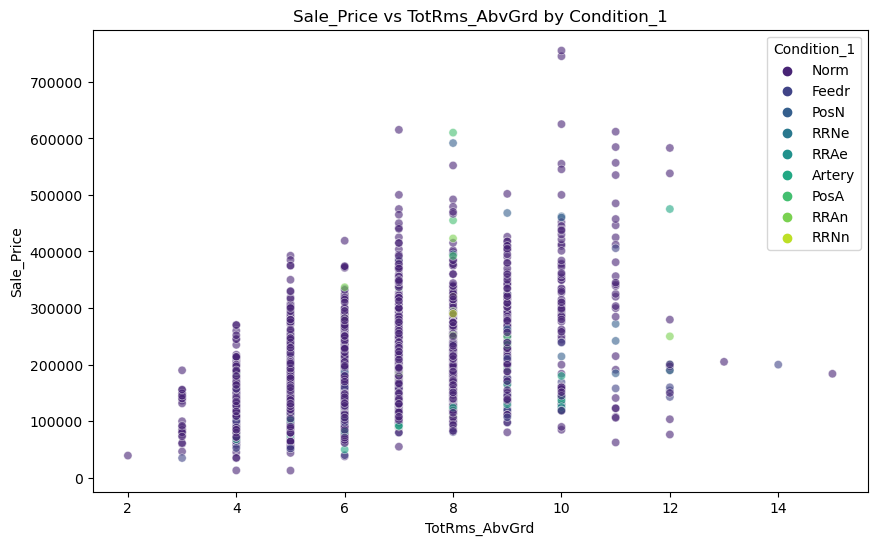 Sale_Price vs TotRms_AbvGrd by Condition_1
Condition_1
Norm
Feedr
PosN
RRNe
RRAe
Artery
PosA
RRAn
RRNn
Sale_Price
700000
600000
500000
400000
300000
200000
100000
0
2 4 6 8 10 12 14
TotRms_AbvGrd